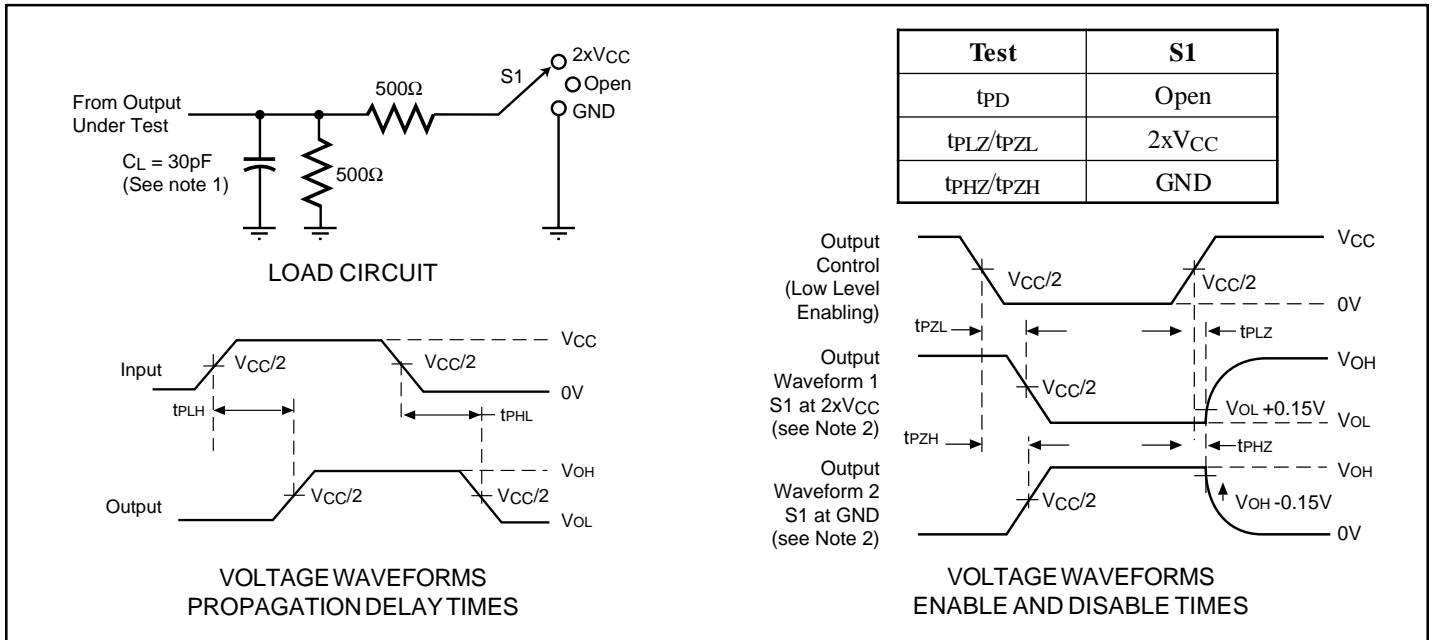 2xVCC
S1
Open
500Ω
GND
From Output
Under Test
CL = 30pF
(See note 1)
500Ω
LOAD CIRCUIT
Test S1
tPD Open
tPLZ/tPZL 2xVCC
tPHZ/tPZH GND
Input
VCC/2
VCC/2
VCC
0V
tPLH
tPHL
Output
VCC/2
VCC/2
VOH
VOL
VOLTAGE WAVEFORMS
PROPAGATION DELAY TIMES
Output
Control
(Low Level
Enabling)
VCC/2
VCC/2
VCC
0V
tPZL
tPLZ
Output
Waveform 1
S1 at 2xVCC
(see Note 2)
VCC/2
VOH
VOL +0.15V
VOL
tPZH
tPHZ
Output
Waveform 2
S1 at GND
(see Note 2)
VCC/2
VOH
VOH -0.15V
0V
VOLTAGE WAVEFORMS
ENABLE AND DISABLE TIMES